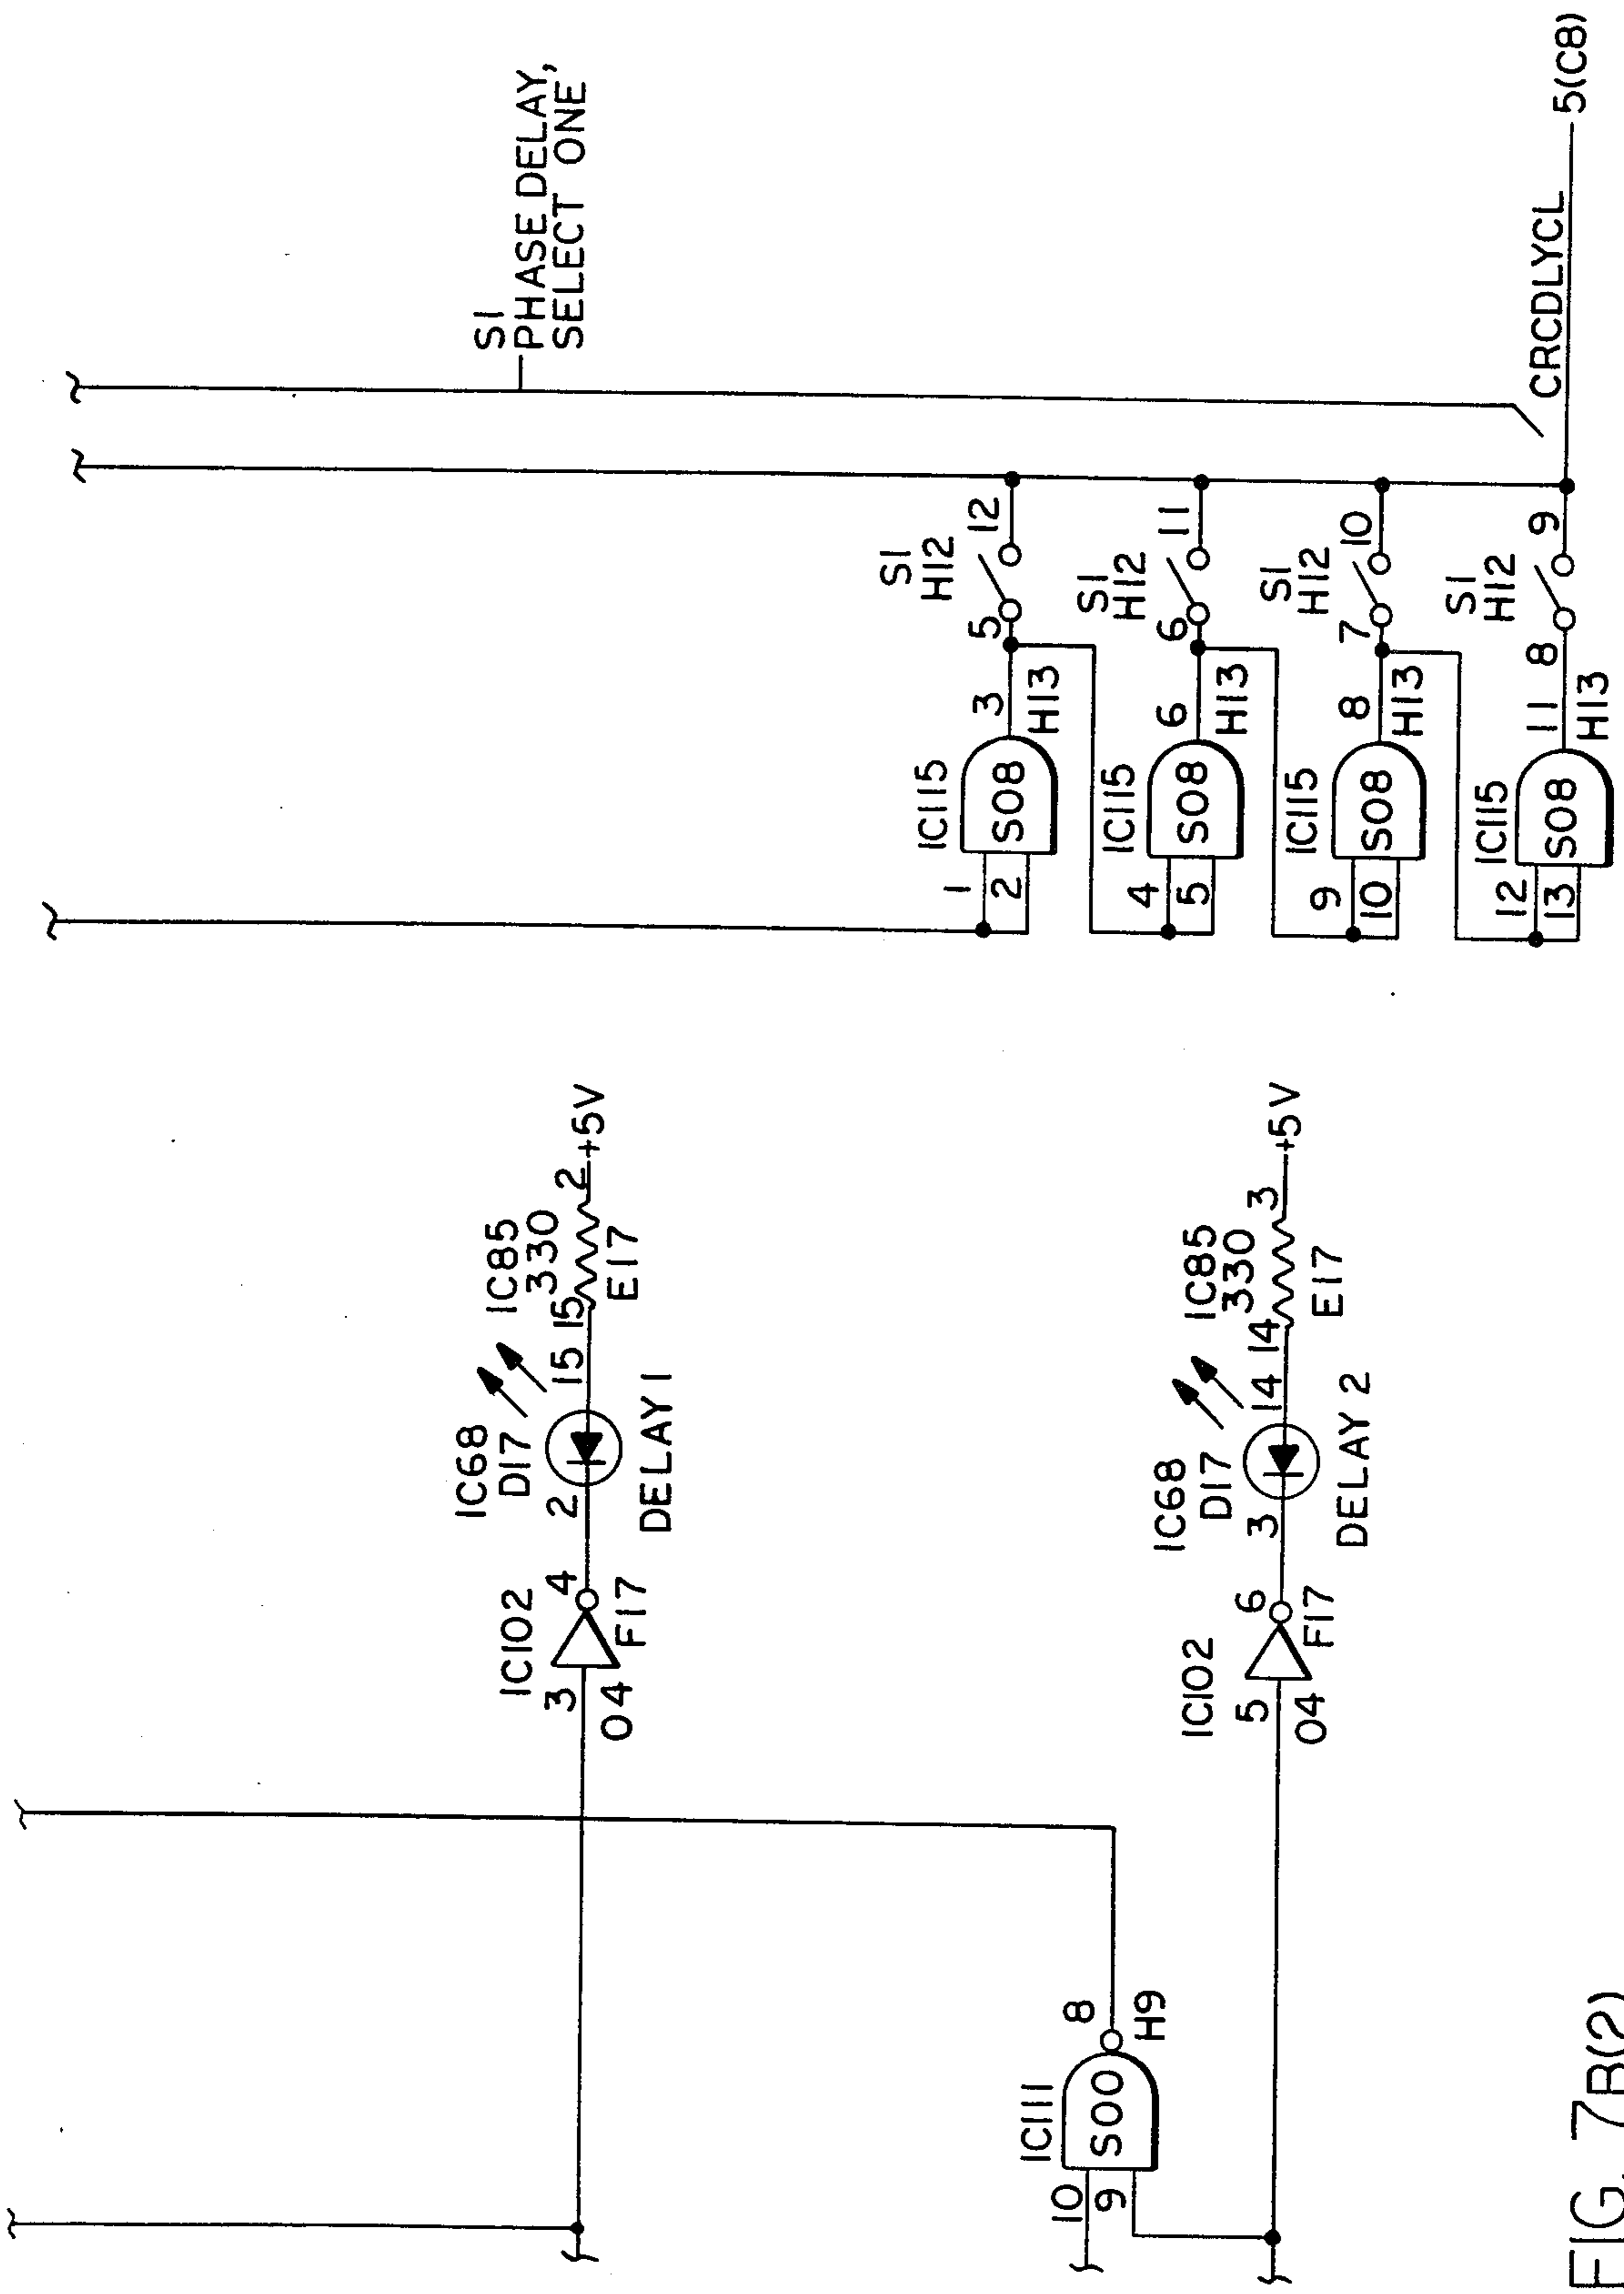 S1
PHASE DELAY,
SELECT ONE
S1
H12
IC115
1
2
S08
3
H13
5
12
S1
H12
IC115
4
5
S08
6
H13
6
11
S1
H12
IC115
9
10
S08
8
H13
7
10
S1
H12
IC115
12
13
S08
11
H13
8
9
CRCDLYCL
5(C8)
IC102
3
04
4
F17
IC68
D17
2
15
DELAY 1
IC85
330
15
2
E17
+5V
IC111
10
9
S00
8
H9
IC102
5
04
6
F17
IC68
D17
3
14
DELAY 2
IC85
330
14
3
E17
+5V
FIG. 7B(2)